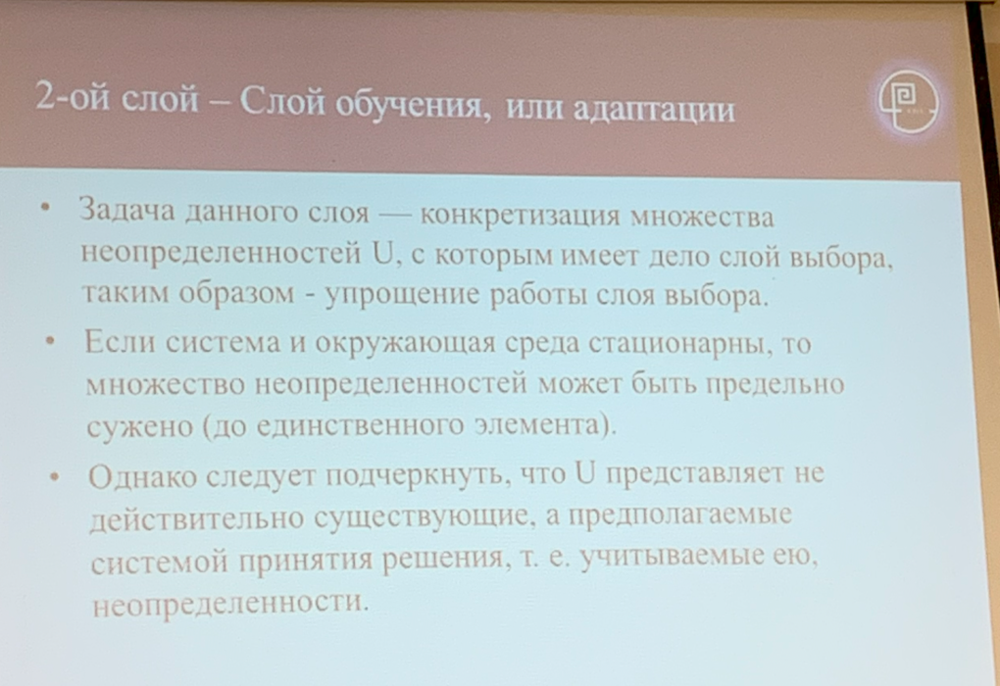 2-ой слой – Слой обучения, или адаптации
• Задача данного слоя — конкретизация множества
неопределенностей U, с которым имеет дело слой выбора,
таким образом - упрощение работы слоя выбора.
• Если система и окружающая среда стационарны, то
множество неопределенностей может быть предельно
сужено (до единственного элемента).
• Однако следует подчеркнуть, что U представляет не
действительно существующие, а предполагаемые
системой принятия решения, т. е. учитываемые ею,
неопределенности.